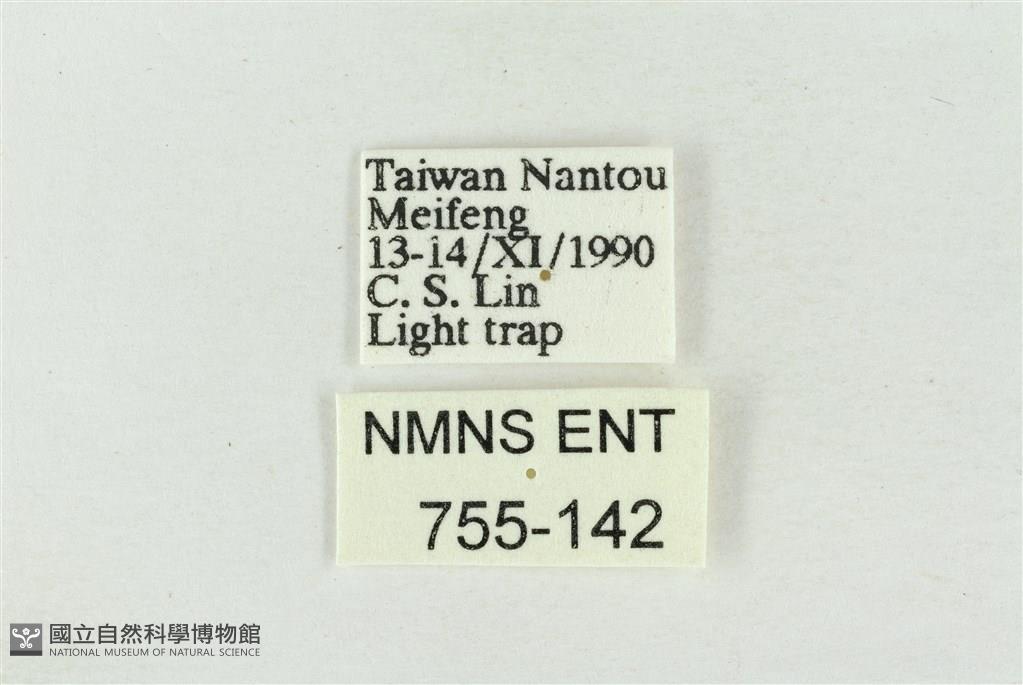 Taiwan Nantou
Meifeng
13-14/XI/1990
C. S. Lin
Light trap
NMNS ENT
755-142
國立自然科學博物館
NATIONAL MUSEUM OF NATURAL SCIENCE